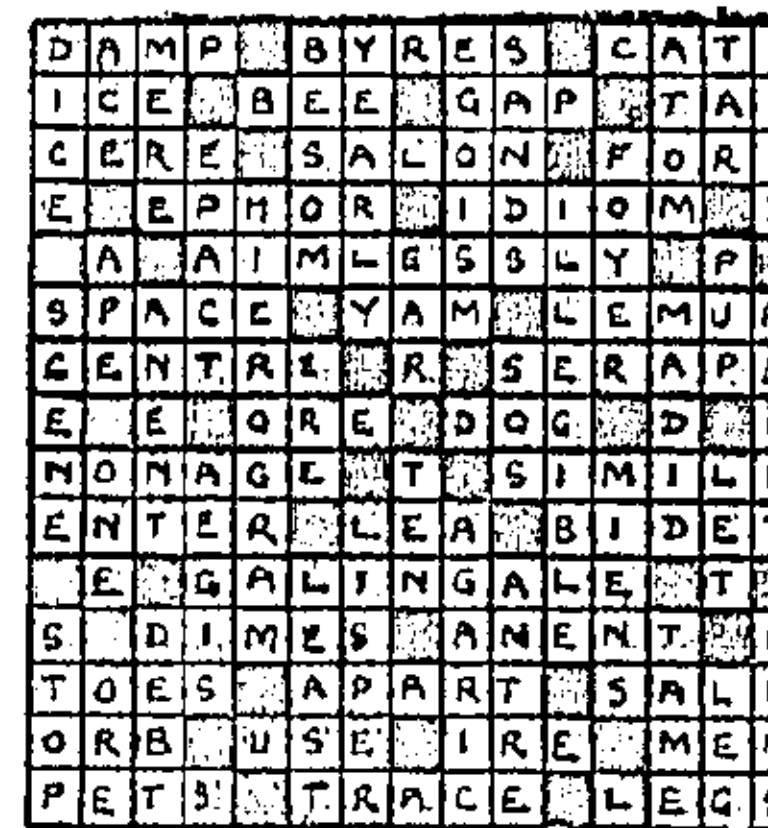 DAMP BYRES CAT
ICE BEE GAP TA
CERE SALON FOR
E EPHOR IDIOM
A AIMLESSLY P
SPACE YAM LEMU
CENTRE R SERAP
E E ORE DOG D
NONAGE T SIMIL
ENTER LEA BIDE
E GALINGALE T
S DIMES ANENT
TOES APART SAL
ORB USE IRE ME
PETS TRACE LEG